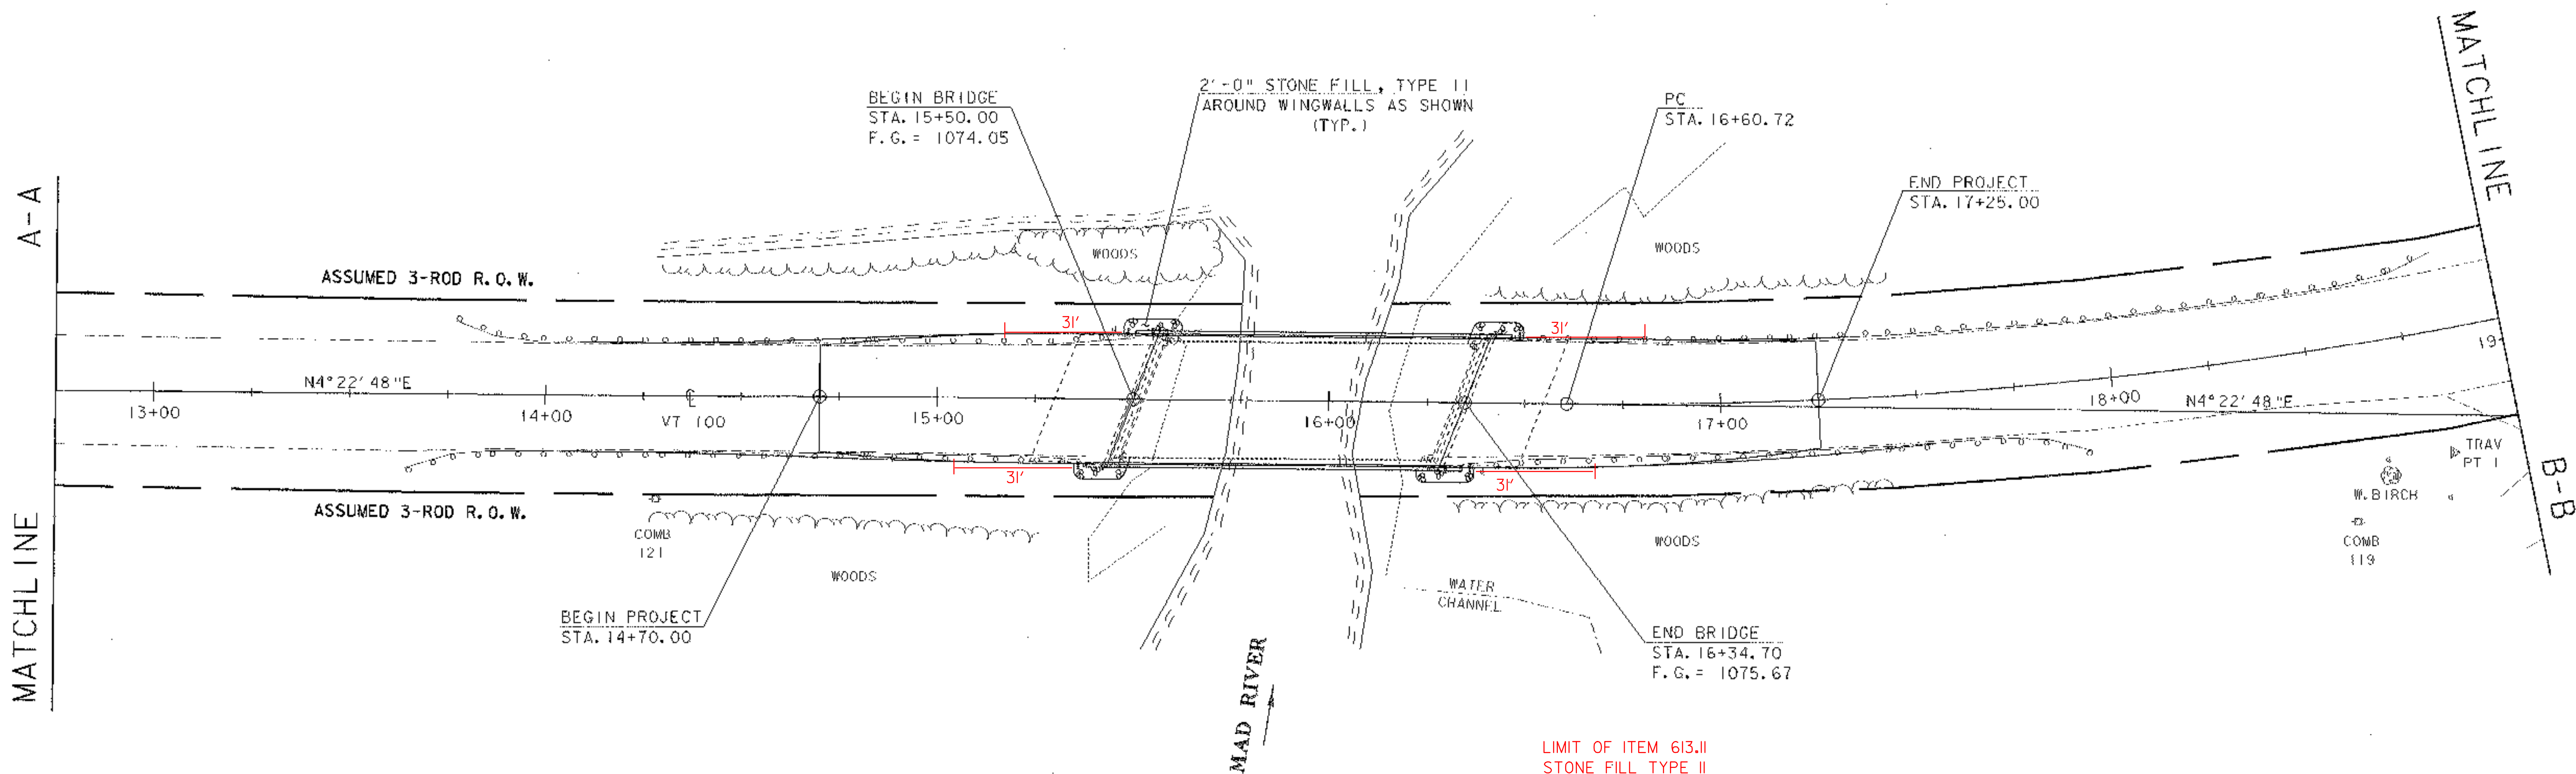 BEGIN BRIDGE
STA. 15+50.00
F.G. = 1074.05
2'-0" STONE FILL, TYPE II
AROUND WINGWALLS AS SHOWN
(TYP.)
PC
STA. 16+60.72
END PROJECT
STA. 17+25.00
MATCHLINE
B-B
MATCHLINE
A-A
WOODS
WOODS
ASSUMED 3-ROD R.O.W.
31'
31'
N4°22'48"E
13+00
14+00
VT 100
15+00
16+00
17+00
18+00
N4°22'48"E
19
31'
31'
ASSUMED 3-ROD R.O.W.
COMB
121
WOODS
WOODS
TRAV
PT 1
W. BIRCH
COMB
119
WATER
CHANNEL
BEGIN PROJECT
STA. 14+70.00
END BRIDGE
STA. 16+34.70
F.G. = 1075.67
MAD RIVER
LIMIT OF ITEM 613.11
STONE FILL TYPE II